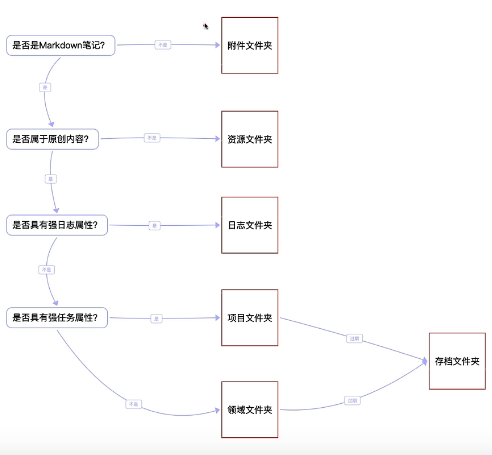 是否是Markdown笔记?
不是
附件文件夹
是
是否属于原创内容?
不是
资源文件夹
是
是否具有强日志属性?
是
日志文件夹
不是
是否具有强任务属性?
是
项目文件夹
过期
存档文件夹
不是
领域文件夹
过期